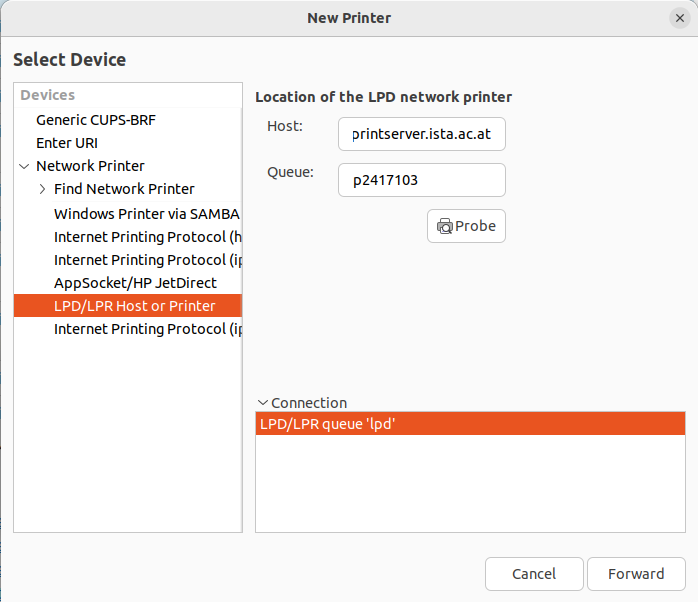 New Printer
Select Device
Devices
Generic CUPS-BRF
Enter URI
Network Printer
Find Network Printer
Windows Printer via SAMBA
Internet Printing Protocol (h
Internet Printing Protocol (ip
AppSocket/HP JetDirect
LPD/LPR Host or Printer
Internet Printing Protocol (ip
Location of the LPD network printer
Host: printserver.ista.ac.at
Queue: p2417103
Probe
Connection
LPD/LPR queue 'lpd'
Cancel Forward